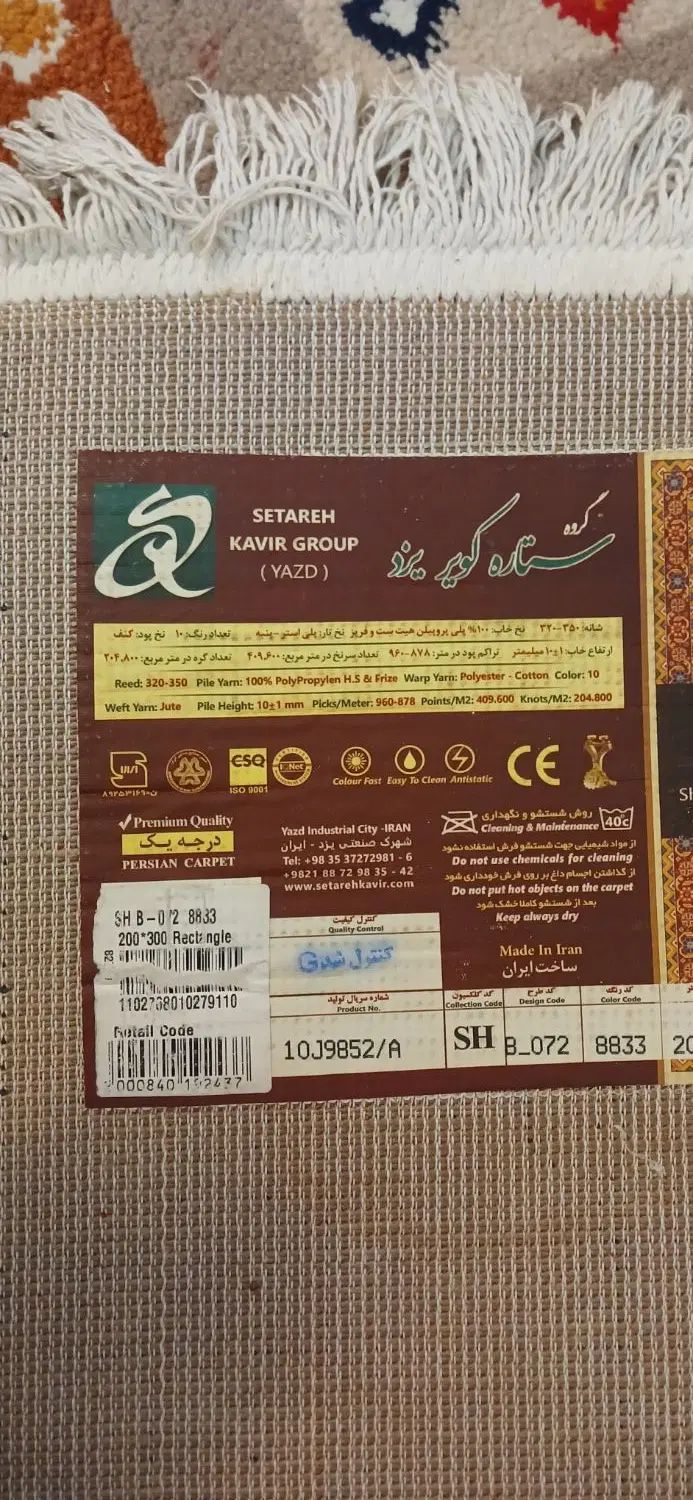 SETAREH
KAVIR GROUP
( YAZD )
گروه
ستاره کویر یزد
شانه: ۳۵۰-۳۲۰ نخ خاب: ۱۰۰% پلی پروپیلن هیت ست و فریز نخ تار: پلی استر - پنبه تعداد رنگ: ۱۰ نخ پود: کنف
ارتفاع خاب: ۱±۱۰ میلیمتر تراکم پود در متر: ۸۷۸-۹۶۰ تعداد سرنخ در متر مربع: ۴۰۹.۶۰۰ تعداد گره در متر مربع: ۲۰۴.۸۰۰
Reed: 320-350 Pile Yarn: 100% PolyPropylen H.S & Frize Warp Yarn: Polyester - Cotton Color: 10
Weft Yarn: Jute Pile Height: 10±1 mm Picks/Meter: 960-878 Points/M2: 409.600 Knots/M2: 204.800
CSQ
ISO 9001
IQNet
Colour Fast Easy To Clean Antistatic
CE
Premium Quality
درجه یک
PERSIAN CARPET
Yazd Industrial City -IRAN
شهرک صنعتی یزد - ایران
Tel: +98 35 37272981 - 6
+9821 88 72 98 35 - 42
www.setarehkavir.com
روش شستشو و نگهداری
Cleaning & Maintenance
40c
از مواد شیمیایی جهت شستشو فرش استفاده نشود
Do not use chemicals for cleaning
از گذاشتن اجسام داغ بر روی فرش خودداری شود
Do not put hot objects on the carpet
بعد از شستشو کاملا خشک شود
Keep always dry
Made In Iran
ساخت ایران
SH B-072 8833
200*300 Rectangle
1102768010279110
Retail Code
000840 192437
کنترل کیفیت
Quality Control
کنترل شد G
شماره سریال تولید
Product No.
10J9852/A
کد کلکسیون
Collection Code
SH
کد طرح
Design Code
B_072
کد رنگ
Color Code
8833
20
SH